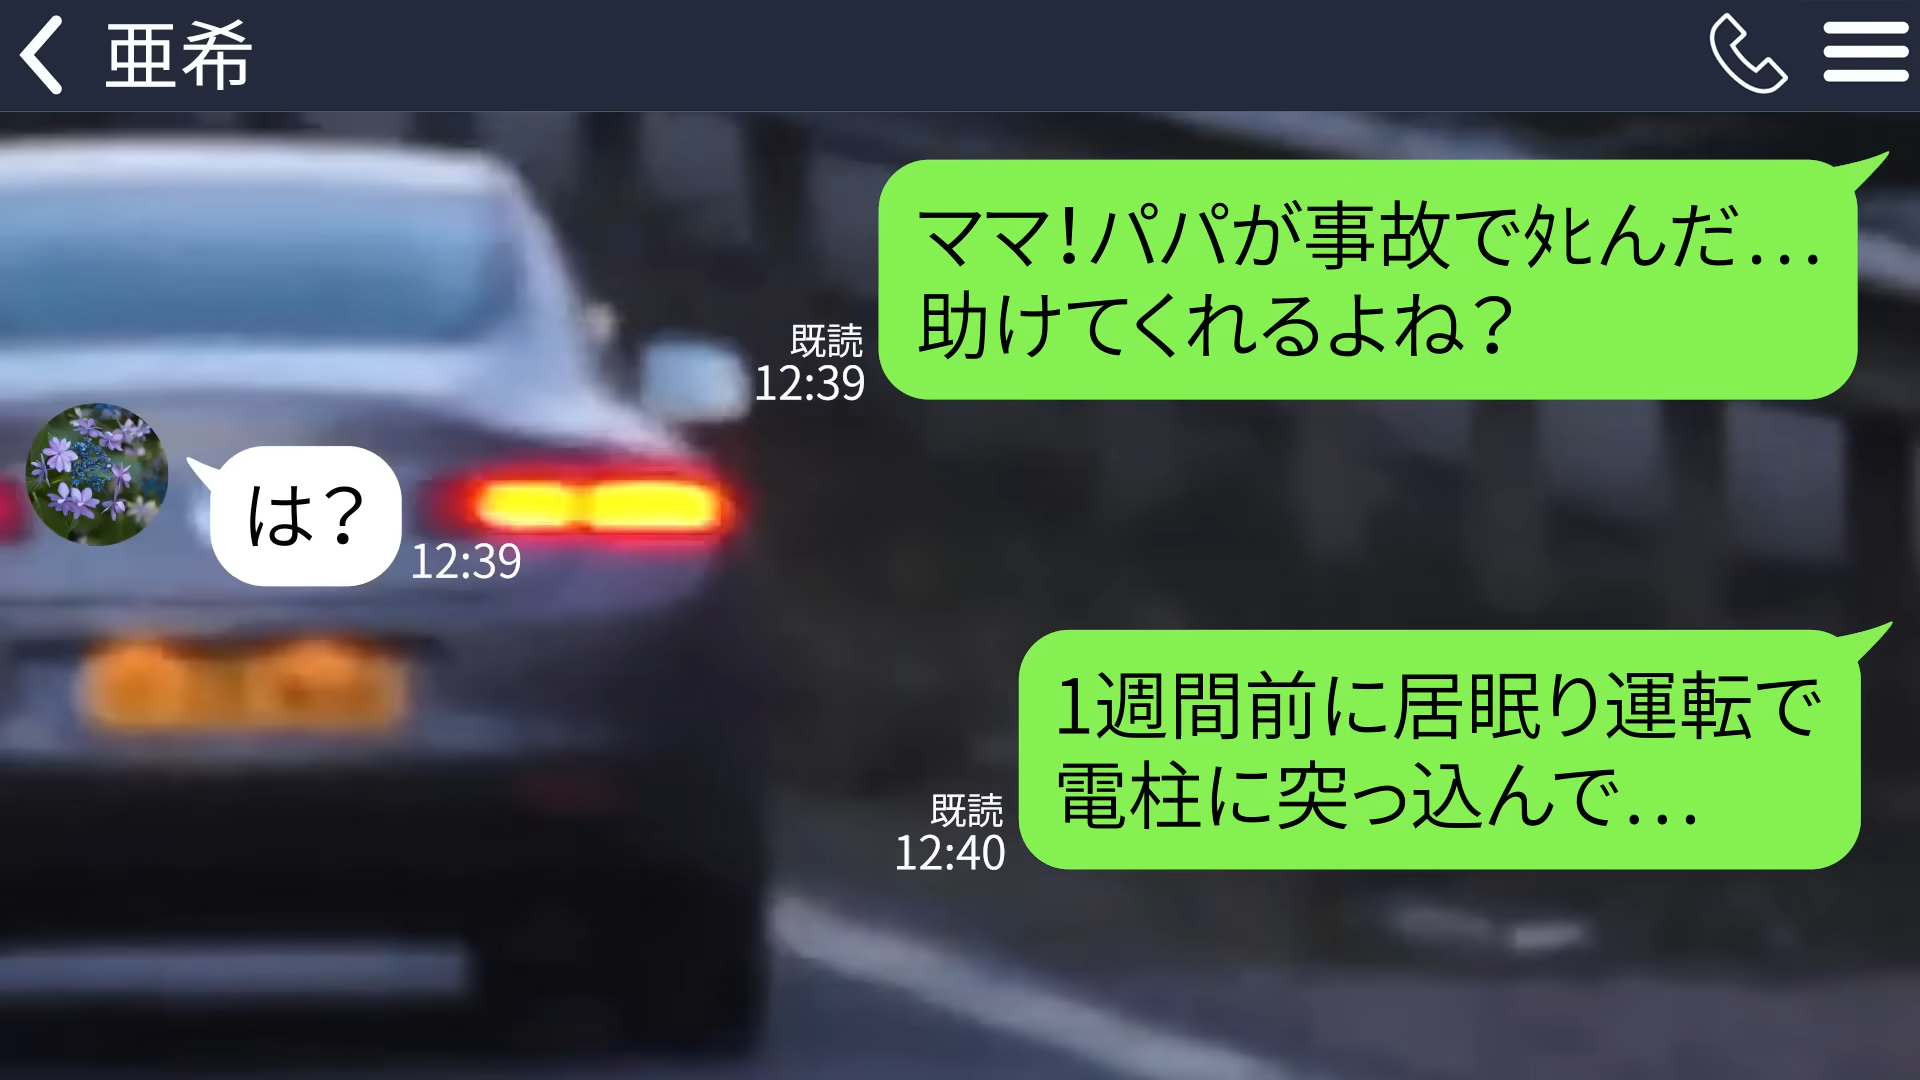 亜希
ママ！パパが事故でﾀﾋんだ…
助けてくれるよね？
既読
12:39
は？
12:39
1週間前に居眠り運転で
電柱に突っ込んで…
既読
12:40